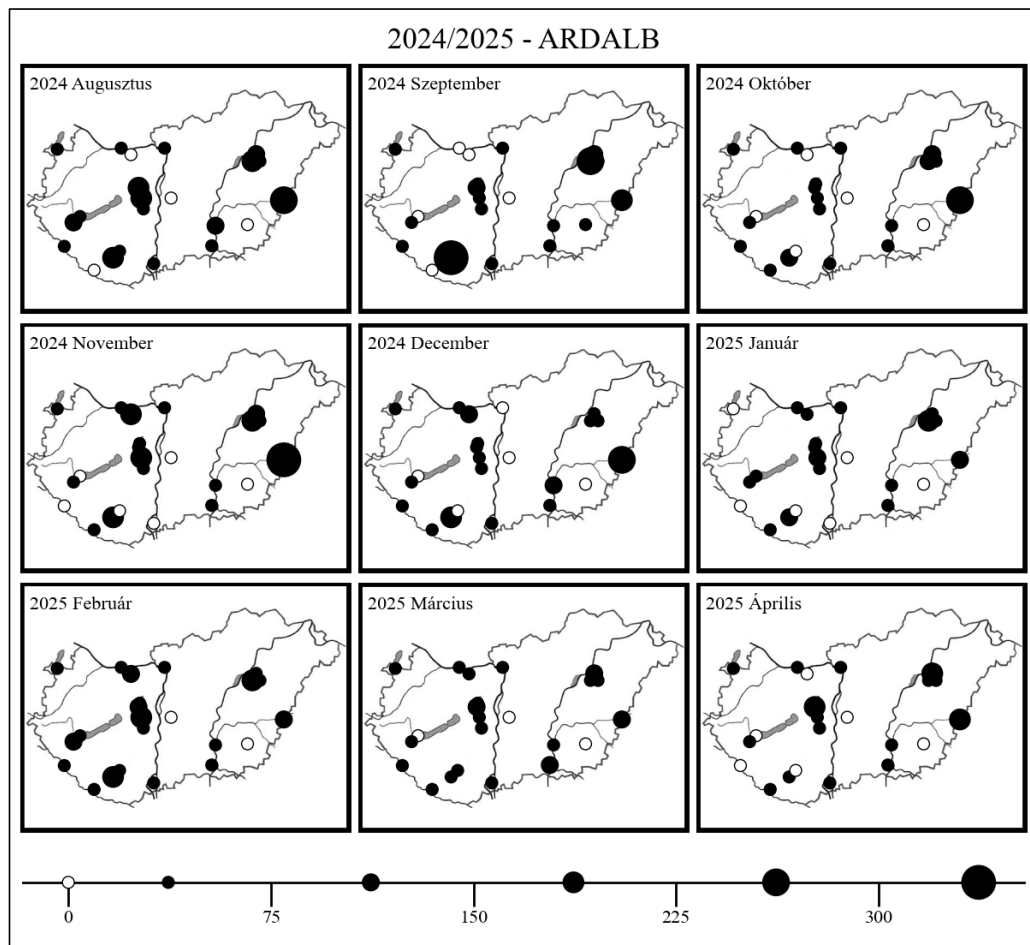 2024/2025 - ARDALB
2024 Augusztus
2024 Szeptember
2024 Október
2024 November
2024 December
2025 Január
2025 Február
2025 Március
2025 Április
0 75 150 225 300